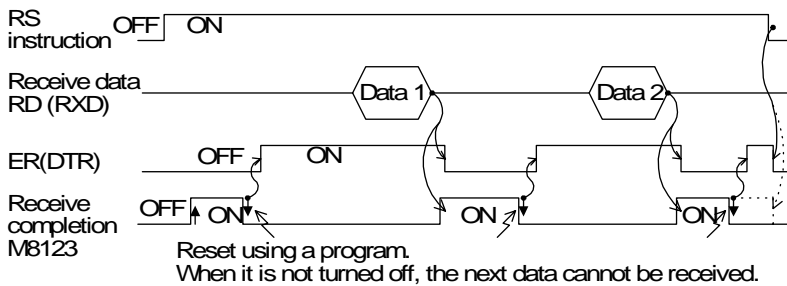 RS
instruction
OFF ON
Receive data
RD (RXD)
Data 1
Data 2
ER(DTR)
OFF ON
Receive
completion
M8123
OFF ON ON ON
Reset using a program.
When it is not turned off, the next data cannot be received.